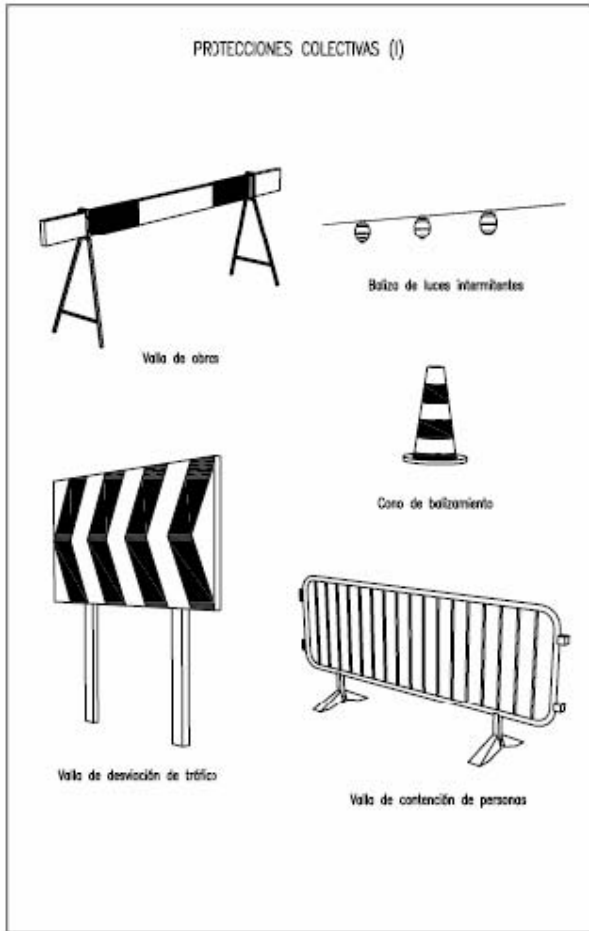 PROTECCIONES COLECTIVAS (I)
Baliza de luces intermitentes
Valla de obras
Cono de balizamiento
Valla de desviación de tráfico
Valla de contención de personas